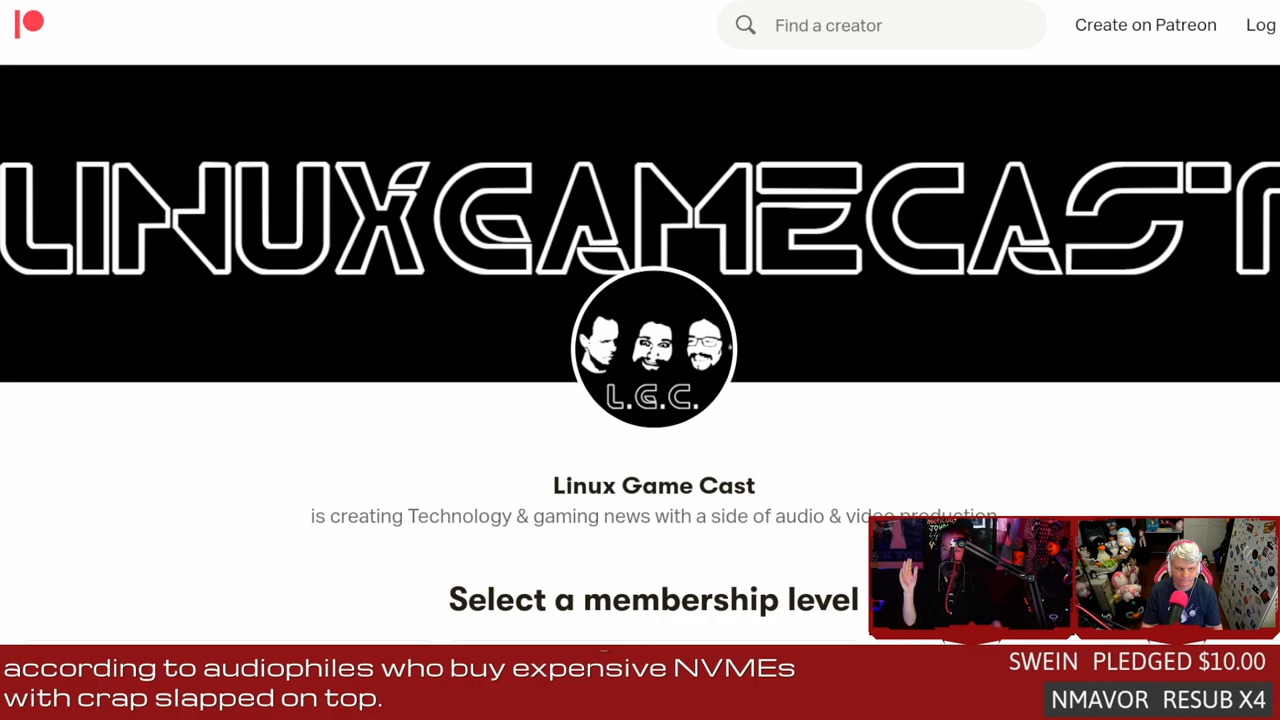 Find a creator
Create on Patreon
Log
LINUXGAMECAST
L.G.C.
Linux Game Cast
is creating Technology & gaming news with a side of audio & video production
Select a membership level
according to audiophiles who buy expensive NVMEs
with crap slapped on top.
SWEIN PLEDGED $10.00
NMAVOR RESUB X4